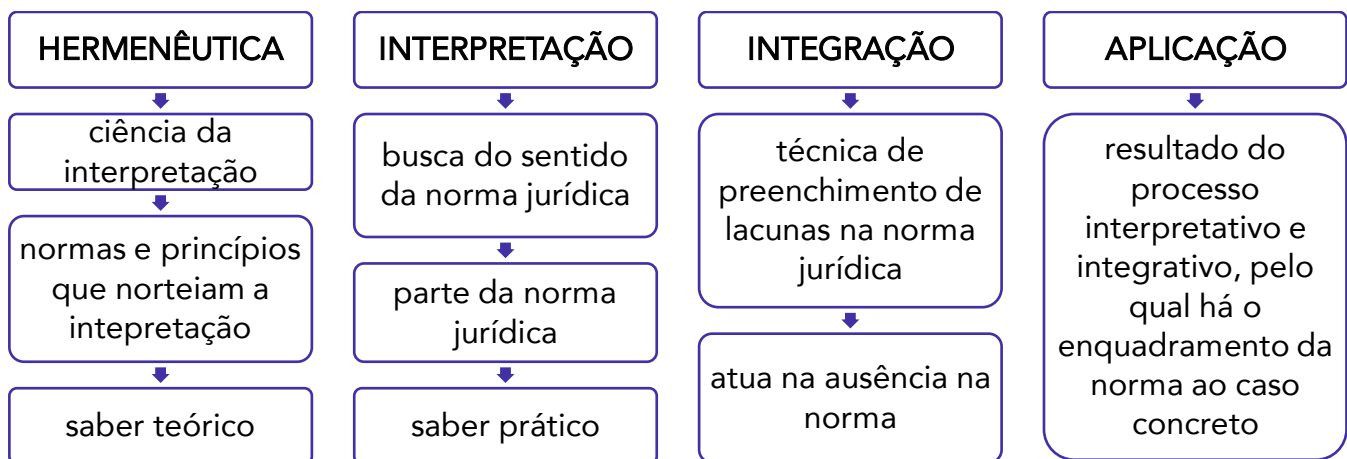 HERMENÊUTICA
ciência da
interpretação
normas e princípios
que norteiam a
intepretação
saber teórico
INTERPRETAÇÃO
busca do sentido
da norma jurídica
parte da norma
jurídica
saber prático
INTEGRAÇÃO
técnica de
preenchimento de
lacunas na norma
jurídica
atua na ausência na
norma
APLICAÇÃO
resultado do
processo
interpretativo e
integrativo, pelo
qual há o
enquadramento da
norma ao caso
concreto